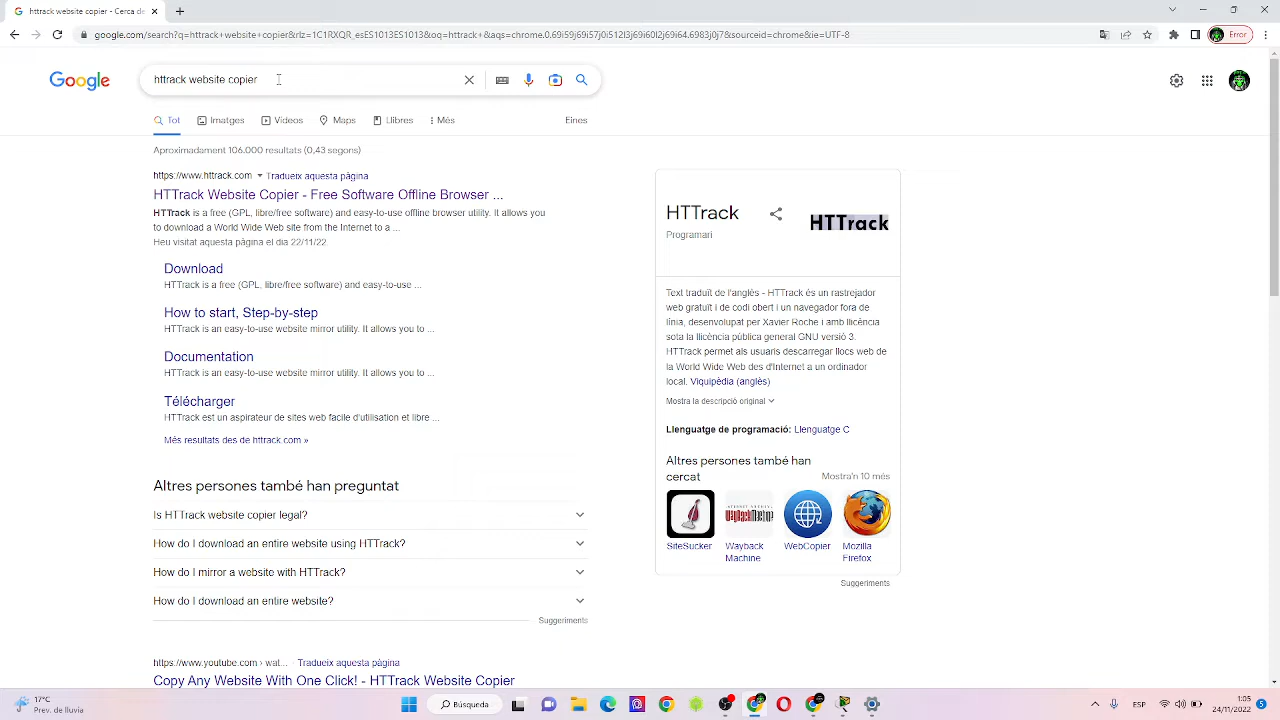 httrack website copier - Cerca de
google.com/search?q=httrack+website+copier&rlz=1C1RXQR_esES1013ES1013&oq=httrack+&aqs=chrome.0.69i59j69i57j0i512l3j69i60l2j69i64.6983j0j7&sourceid=chrome&ie=UTF-8
Error
Google
httrack website copier
Tot
Imatges
Vídeos
Maps
Llibres
Més
Eines
Aproximadament 106.000 resultats (0,43 segons)
https://www.httrack.com
Tradueix aquesta pàgina
HTTrack Website Copier - Free Software Offline Browser ...
HTTrack is a free (GPL, libre/free software) and easy-to-use offline browser utility. It allows you
to download a World Wide Web site from the Internet to a ...
Heu visitat aquesta pàgina el dia 22/11/22
Download
HTTrack is a free (GPL, libre/free software) and easy-to-use ...
How to start, Step-by-step
HTTrack is an easy-to-use website mirror utility. It allows you to ...
Documentation
HTTrack is an easy-to-use website mirror utility. It allows you to ...
Télécharger
HTTrack est un aspirateur de sites web facile d'utilisation et libre ...
Més resultats des de httrack.com »
Altres persones també han preguntat
Is HTTrack website copier legal?
How do I download an entire website using HTTrack?
How do I mirror a website with HTTrack?
How do I download an entire website?
Suggeriments
https://www.youtube.com › wat...
Tradueix aquesta pàgina
Copy Any Website With One Click! - HTTrack Website Copier
HTTrack
Programari
HTTrack
Text traduït de l'anglès - HTTrack és un rastrejador
web gratuït i de codi obert i un navegador fora de
línia, desenvolupat per Xavier Roche i amb llicència
sota la llicència pública general GNU versió 3.
HTTrack permet als usuaris descarregar llocs web de
la World Wide Web des d'Internet a un ordinador
local. Viquipèdia (anglès)
Mostra la descripció original
Llenguatge de programació: Llenguatge C
Altres persones també han
cercat
Mostra'n 10 més
INTERNET ARCHIVE
WayBackMachine
SiteSucker
Wayback
Machine
WebCopier
Mozilla
Firefox
Suggeriments
17°C
Prev. de lluvia
Búsqueda
ESP
1:05
24/11/2022
5